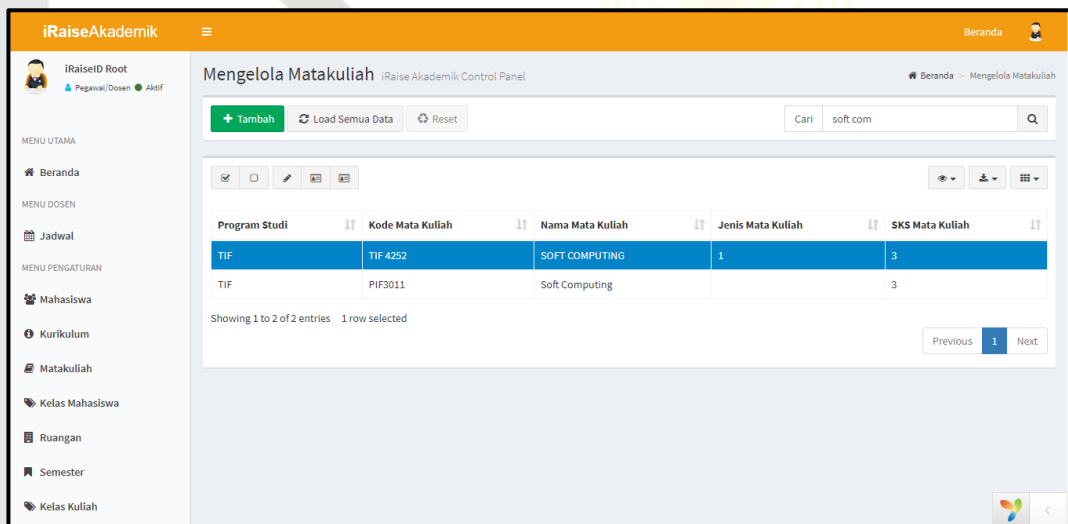 iRaiseAkademik
Beranda
iRaiseID Root
Pegawai/Dosen Aktif
Mengelola Matakuliah iRaise Akademik Control Panel
Beranda > Mengelola Matakuliah
+ Tambah Load Semua Data Reset
Cari soft com
MENU UTAMA
Beranda
MENU DOSEN
Jadwal
MENU PENGATURAN
Mahasiswa
Kurikulum
Matakuliah
Kelas Mahasiswa
Ruangan
Semester
Kelas Kuliah
Program Studi Kode Mata Kuliah Nama Mata Kuliah Jenis Mata Kuliah SKS Mata Kuliah
TIF TIF 4252 SOFT COMPUTING 1 3
TIF PIF3011 Soft Computing 3
Showing 1 to 2 of 2 entries 1 row selected
Previous 1 Next